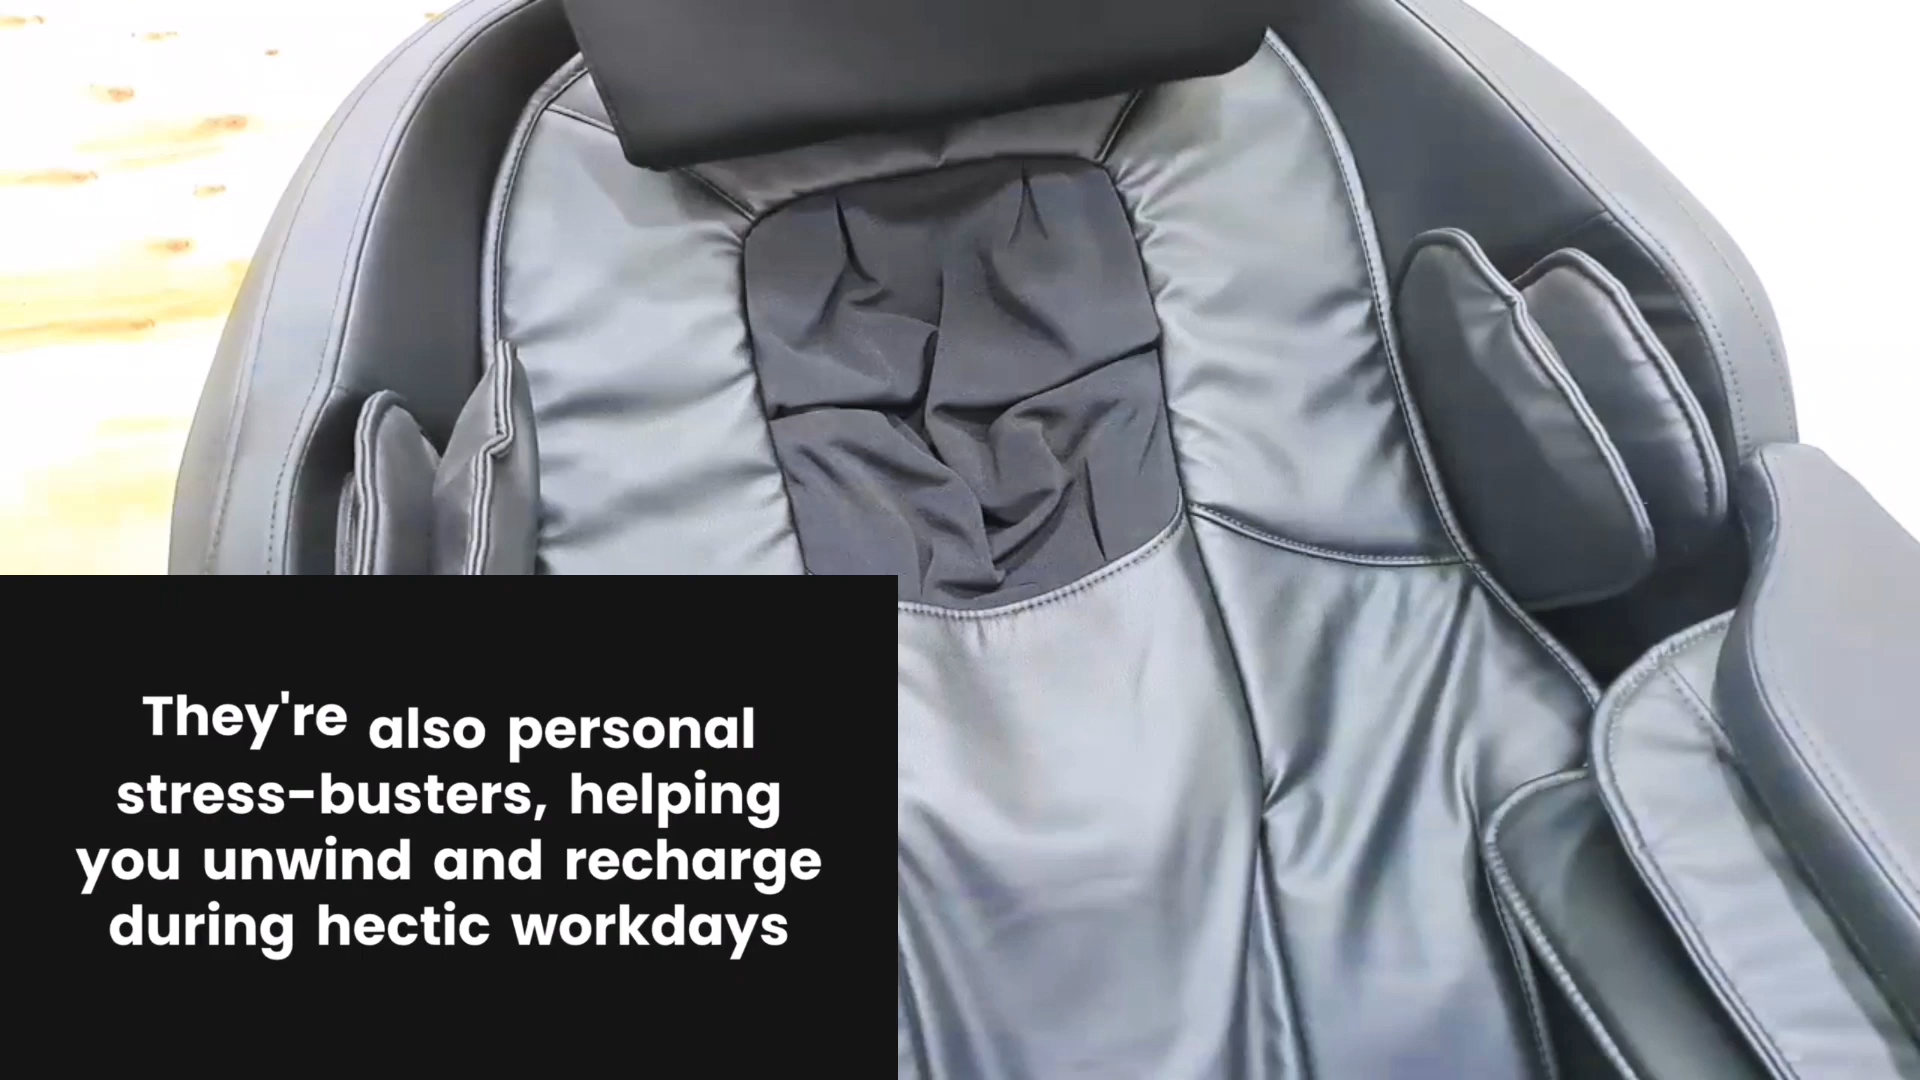 They're also personal
stress-busters, helping
you unwind and recharge
during hectic workdays